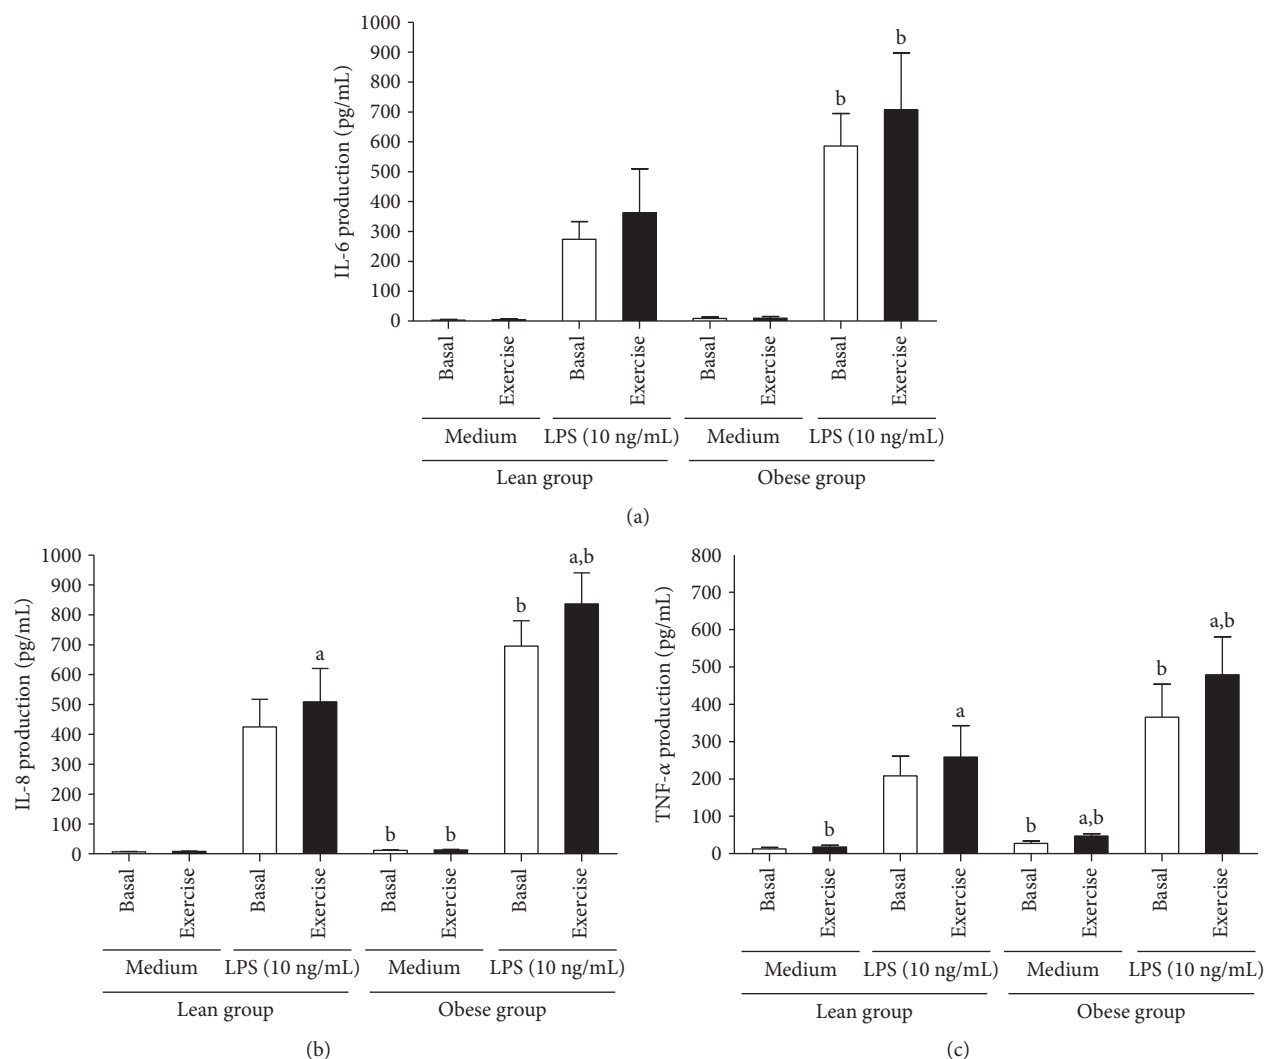 1000
900
800
700
600
500
400
300
200
100
0
IL-6 production (pg/mL)
b
b
Basal
Exercise
Basal
Exercise
Basal
Exercise
Basal
Exercise
Medium
LPS (10 ng/mL)
Medium
LPS (10 ng/mL)
Lean group
Obese group
(a)
1000
900
800
700
600
500
400
300
200
100
0
IL-8 production (pg/mL)
a
b
b
b
a,b
Basal
Exercise
Basal
Exercise
Basal
Exercise
Basal
Exercise
Medium
LPS (10 ng/mL)
Medium
LPS (10 ng/mL)
Lean group
Obese group
(b)
800
700
600
500
400
300
200
100
0
TNF-α production (pg/mL)
b
a
b
a,b
b
a,b
Basal
Exercise
Basal
Exercise
Basal
Exercise
Basal
Exercise
Medium
LPS (10 ng/mL)
Medium
LPS (10 ng/mL)
Lean group
Obese group
(c)